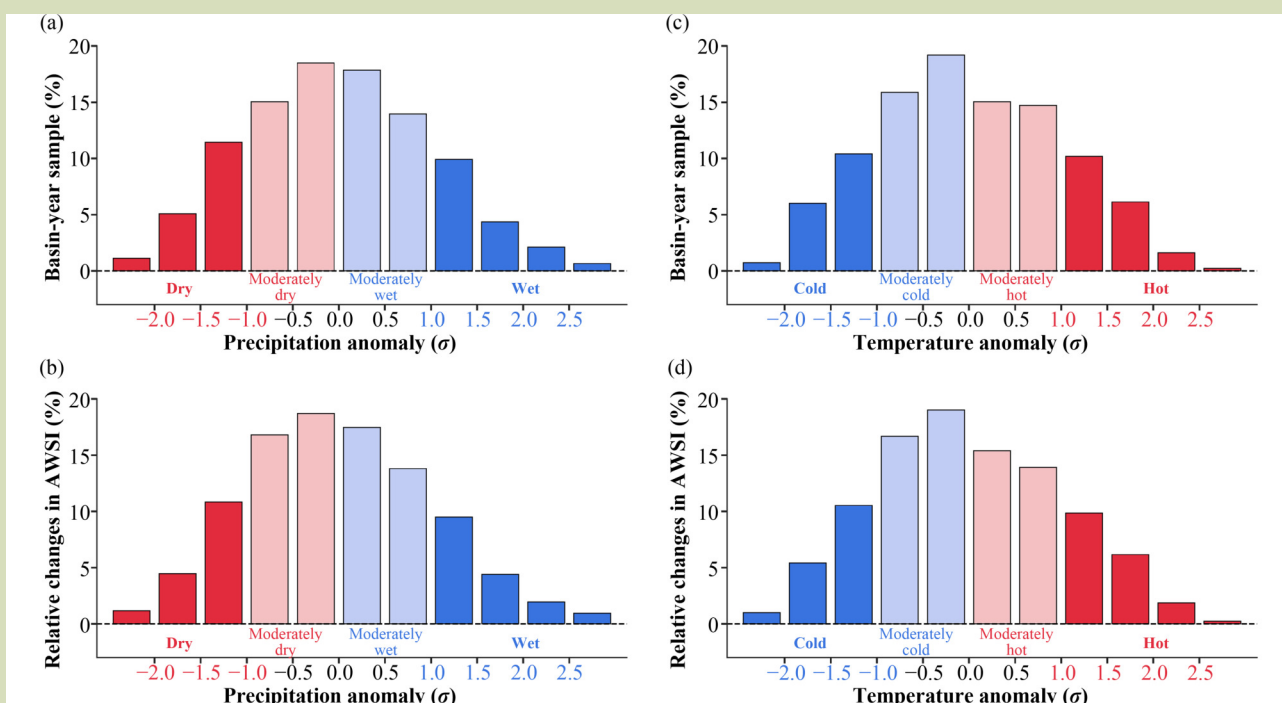 (a)
20
15
10
5
0
Basin-year sample (%)
Dry
Moderately
dry
Moderately
wet
Wet
−2.0 −1.5 −1.0 −0.5 0.0 0.5 1.0 1.5 2.0 2.5
Precipitation anomaly (σ)
(c)
20
15
10
5
0
Basin-year sample (%)
Cold
Moderately
cold
Moderately
hot
Hot
−2.0 −1.5 −1.0 −0.5 0.0 0.5 1.0 1.5 2.0 2.5
Temperature anomaly (σ)
(b)
20
15
10
5
0
Relative changes in AWSI (%)
Dry
Moderately
dry
Moderately
wet
Wet
−2.0 −1.5 −1.0 −0.5 0.0 0.5 1.0 1.5 2.0 2.5
Precipitation anomaly (σ)
(d)
20
15
10
5
0
Relative changes in AWSI (%)
Cold
Moderately
cold
Moderately
hot
Hot
−2.0 −1.5 −1.0 −0.5 0.0 0.5 1.0 1.5 2.0 2.5
Temperature anomaly (σ)